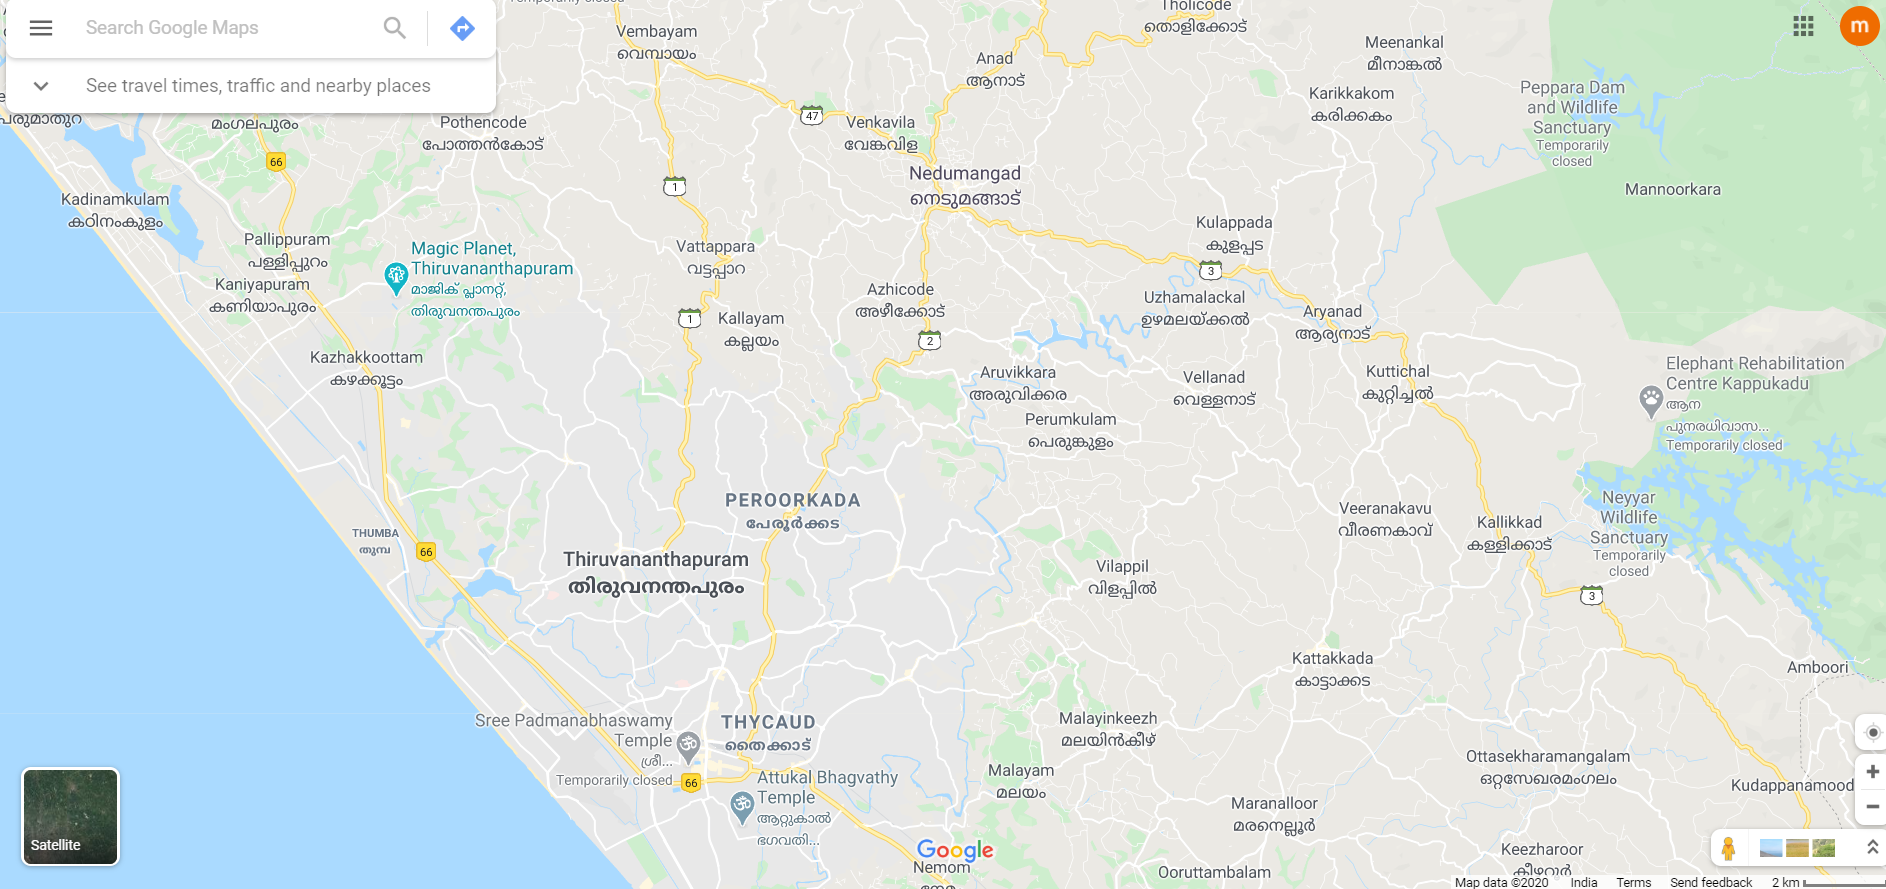 Search Google Maps
See travel times, traffic and nearby places
Vembayam
വെമ്പായം
Tholicode
തൊളിക്കോട്
Anad
ആനാട്
Meenankal
മീനാങ്കൽ
m
Peppara Dam
and Wildlife
Sanctuary
Temporarily
closed
Karikkakom
കരിക്കകം
മംഗലപുരം
Pothencode
പോത്തൻകോട്
47
Venkavila
വേങ്കവിള
66
1
Nedumangad
നെടുമങ്ങാട്
Mannoorkara
Kadinamkulam
കഠിനംകുളം
Pallippuram
പള്ളിപ്പുറം
Magic Planet,
Thiruvananthapuram
മാജിക് പ്ലാനറ്റ്,
തിരുവനന്തപുരം
Vattappara
വട്ടപ്പാറ
Kulappada
കുളപ്പട
3
Kaniyapuram
കണിയാപുരം
Azhicode
അഴീക്കോട്
Uzhamalackal
ഉഴമലയ്ക്കൽ
Aryanad
ആര്യനാട്
1
Kallayam
കല്ലയം
2
Kazhakkoottam
കഴക്കൂട്ടം
Aruvikkara
അരുവിക്കര
Vellanad
വെള്ളനാട്
Kuttichal
കുറ്റിച്ചൽ
Elephant Rehabilitation
Centre Kappukadu
ആന
പുനരധിവാസ...
Temporarily closed
Perumkulam
പെരുങ്കുളം
PEROORKADA
പേരൂർക്കട
Neyyar
Wildlife
Sanctuary
Temporarily
closed
Veeranakavu
വീരണകാവ്
Kallikkad
കള്ളിക്കാട്
THUMBA
തുമ്പ
66
Thiruvananthapuram
തിരുവനന്തപുരം
Vilappil
വിളപ്പിൽ
3
Kattakkada
കാട്ടാക്കട
Amboori
Sree Padmanabhaswamy
Temple
ശ്രീ...
Temporarily closed
THYCAUD
തൈക്കാട്
Malayinkeezh
മലയിൻകീഴ്
66
Attukal Bhagvathy
Temple
ആറ്റുകാൽ
ഭഗവതി...
Malayam
മലയം
Ottasekharamangalam
ഒറ്റസേഖരമംഗലം
Kudappanamood
Maranalloor
മരനെല്ലൂർ
Satellite
Google
Nemom
Ooruttambalam
Keezharoor
കീഴാറൂർ
Map data ©2020 India Terms Send feedback 2 km